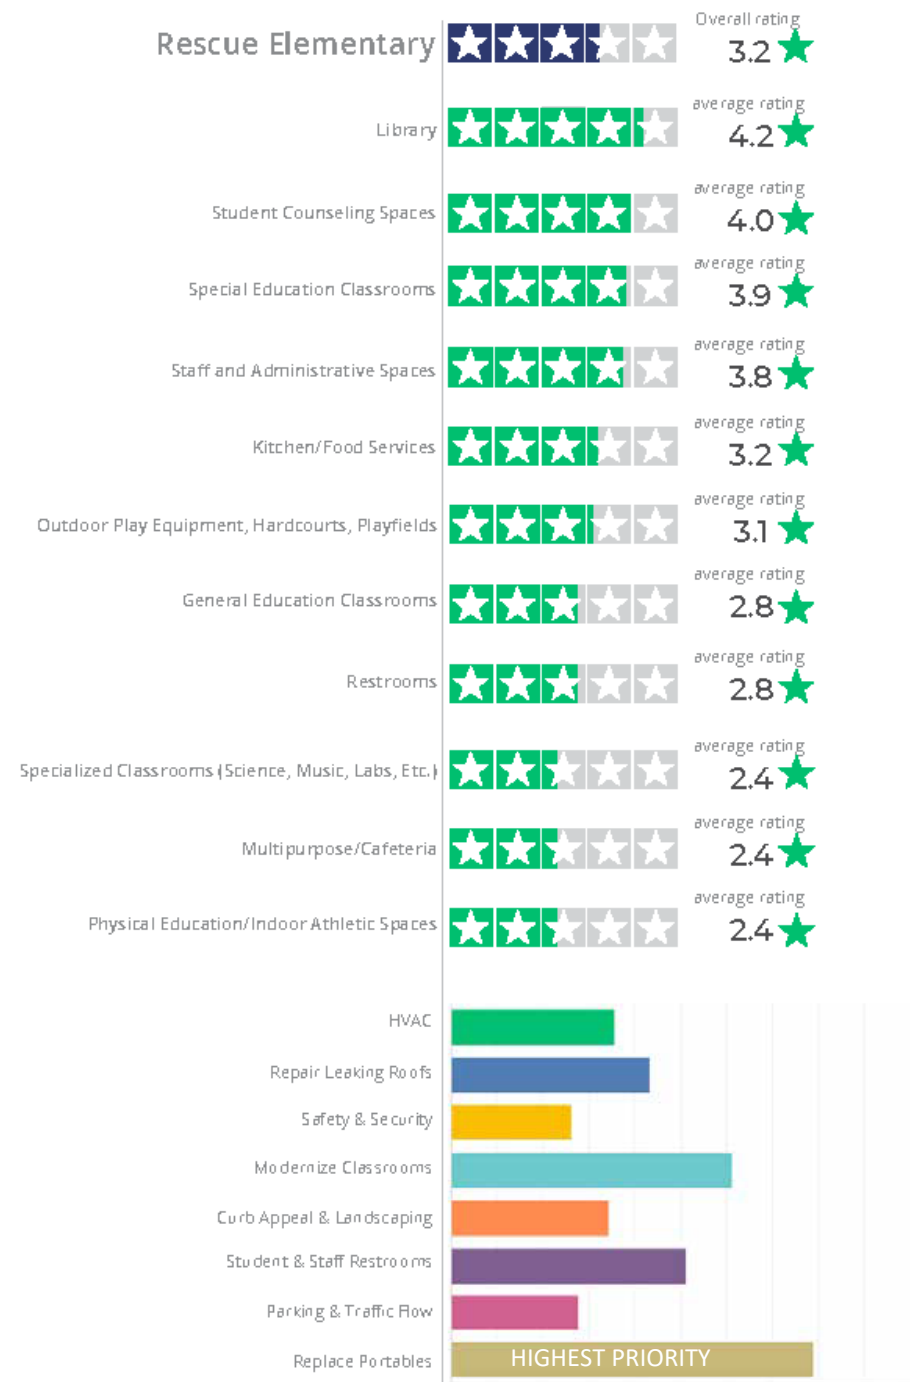 Overall rating
Rescue Elementary 3.2
average rating
Library 4.2
average rating
Student Counseling Spaces 4.0
average rating
Special Education Classrooms 3.9
average rating
Staff and Administrative Spaces 3.8
average rating
Kitchen/Food Services 3.2
average rating
Outdoor Play Equipment, Hardcourts, Playfields 3.1
average rating
General Education Classrooms 2.8
average rating
Restrooms 2.8
average rating
Specialized Classrooms (Science, Music, Labs, Etc.) 2.4
average rating
Multipurpose/Cafeteria 2.4
average rating
Physical Education/Indoor Athletic Spaces 2.4
HVAC
Repair Leaking Roofs
Safety & Security
Modernize Classrooms
Curb Appeal & Landscaping
Student & Staff Restrooms
Parking & Traffic Flow
Replace Portables HIGHEST PRIORITY